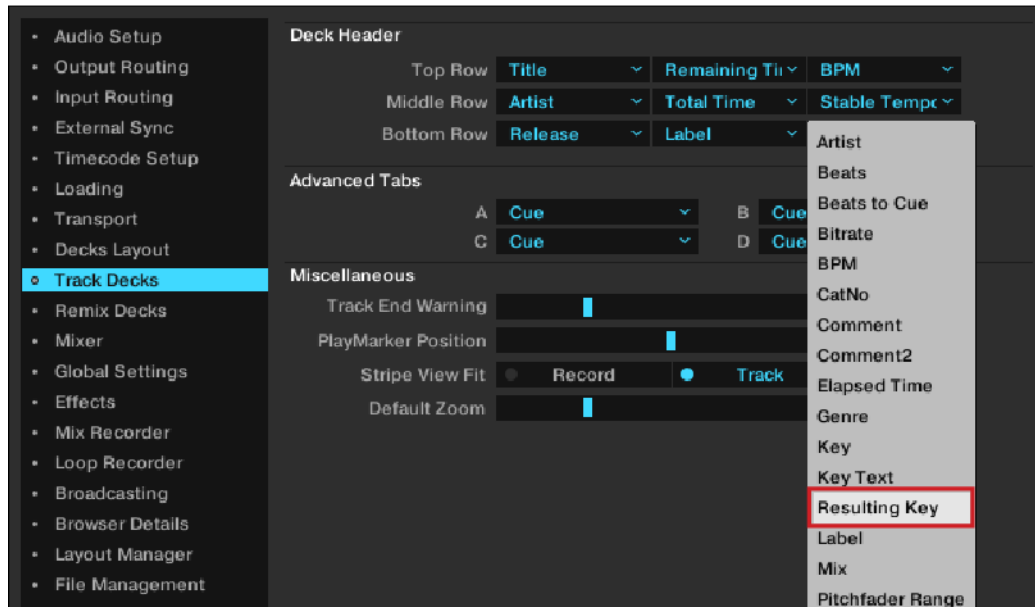 Audio Setup
Output Routing
Input Routing
External Sync
Timecode Setup
Loading
Transport
Decks Layout
Track Decks
Remix Decks
Mixer
Global Settings
Effects
Mix Recorder
Loop Recorder
Broadcasting
Browser Details
Layout Manager
File Management
Deck Header
Top Row Title Remaining Ti BPM
Middle Row Artist Total Time Stable Tempo
Bottom Row Release Label
Advanced Tabs
A Cue B Cue
C Cue D Cue
Miscellaneous
Track End Warning
PlayMarker Position
Stripe View Fit Record Track
Default Zoom
Artist
Beats
Beats to Cue
Bitrate
BPM
CatNo
Comment
Comment2
Elapsed Time
Genre
Key
Key Text
Resulting Key
Label
Mix
Pitchfader Range